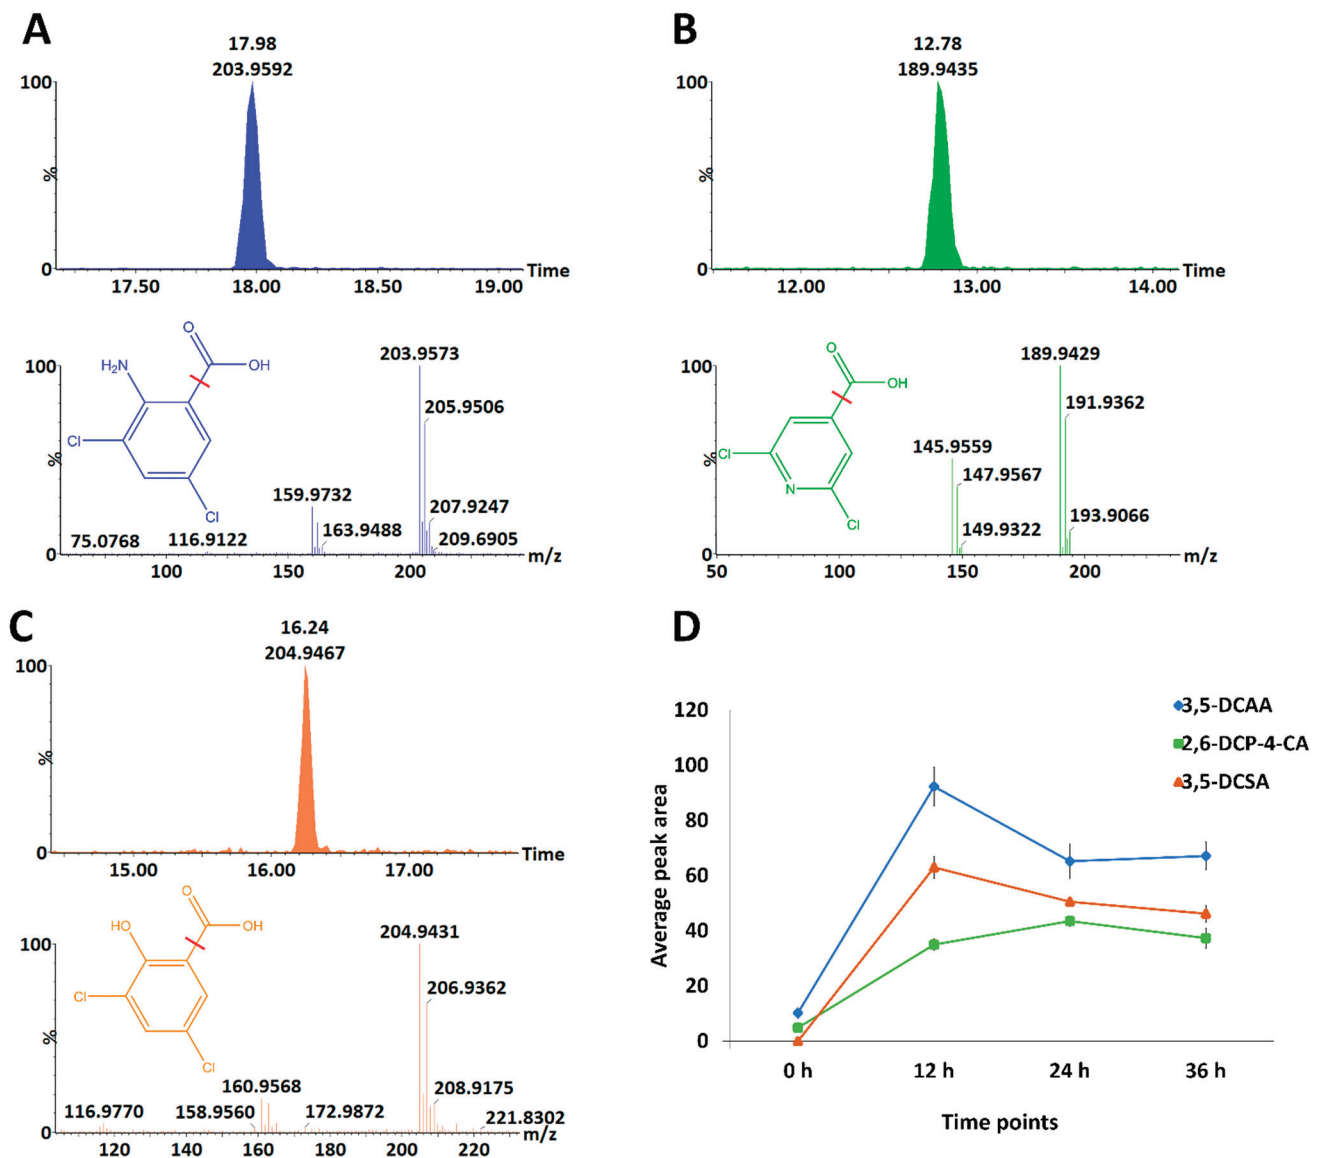 A
17.98
203.9592
100
%
0
Time
17.50 18.00 18.50 19.00
O
H₂N
OH
Cl
Cl
100
%
0
203.9573
205.9506
159.9732
207.9247
163.9488
75.0768
116.9122
209.6905
m/z
100 150 200
B
12.78
189.9435
100
%
0
Time
12.00 13.00 14.00
O
OH
Cl
N
Cl
100
%
0
189.9429
191.9362
145.9559
147.9567
193.9066
149.9322
m/z
50 100 150 200
C
16.24
204.9467
100
%
0
Time
15.00 16.00 17.00
O
HO
OH
Cl
Cl
100
%
0
204.9431
206.9362
160.9568
208.9175
116.9770
158.9560
172.9872
221.8302
m/z
120 140 160 180 200 220
D
3,5-DCAA
2,6-DCP-4-CA
3,5-DCSA
Average peak area
120
100
80
60
40
20
0
0 h 12 h 24 h 36 h
Time points